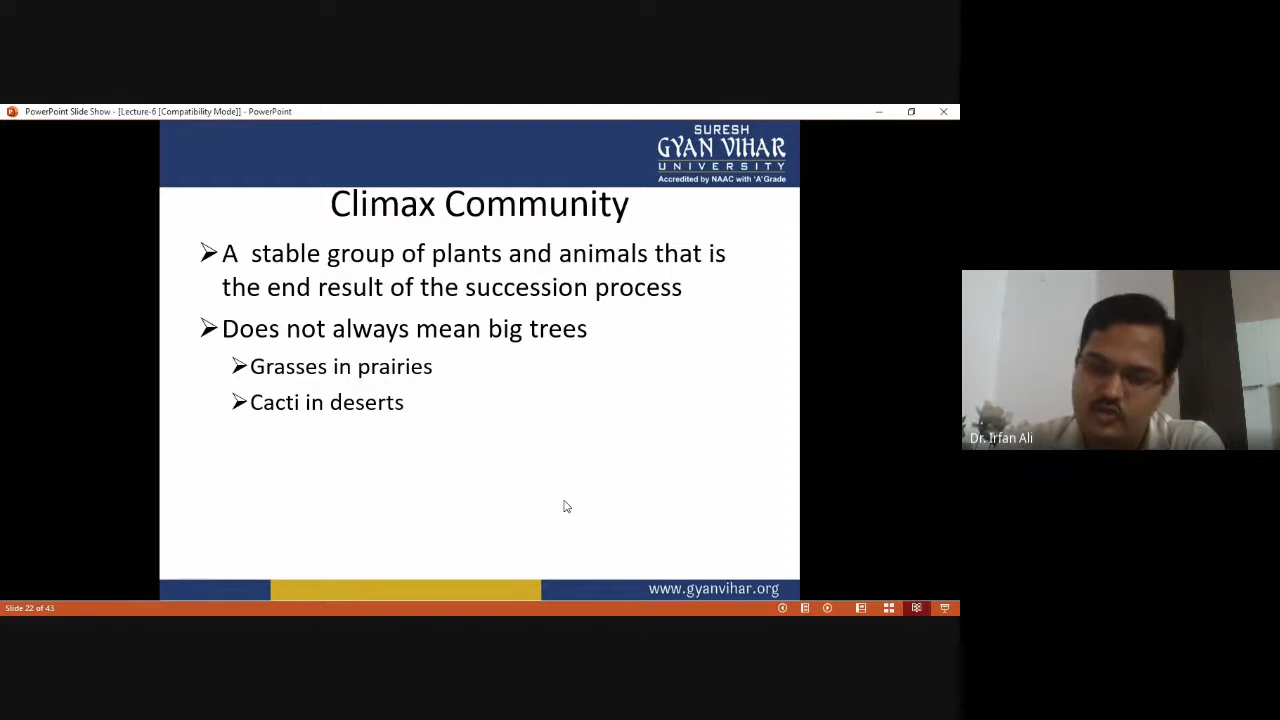 PowerPoint Slide Show - [Lecture-6 [Compatibility Mode]] - PowerPoint
SURESH
GYAN VIHAR
UNIVERSITY
Accredited by NAAC with 'A' Grade
Climax Community
A stable group of plants and animals that is
the end result of the succession process
Does not always mean big trees
Grasses in prairies
Cacti in deserts
Dr. Irfan Ali
www.gyanvihar.org
Slide 22 of 43